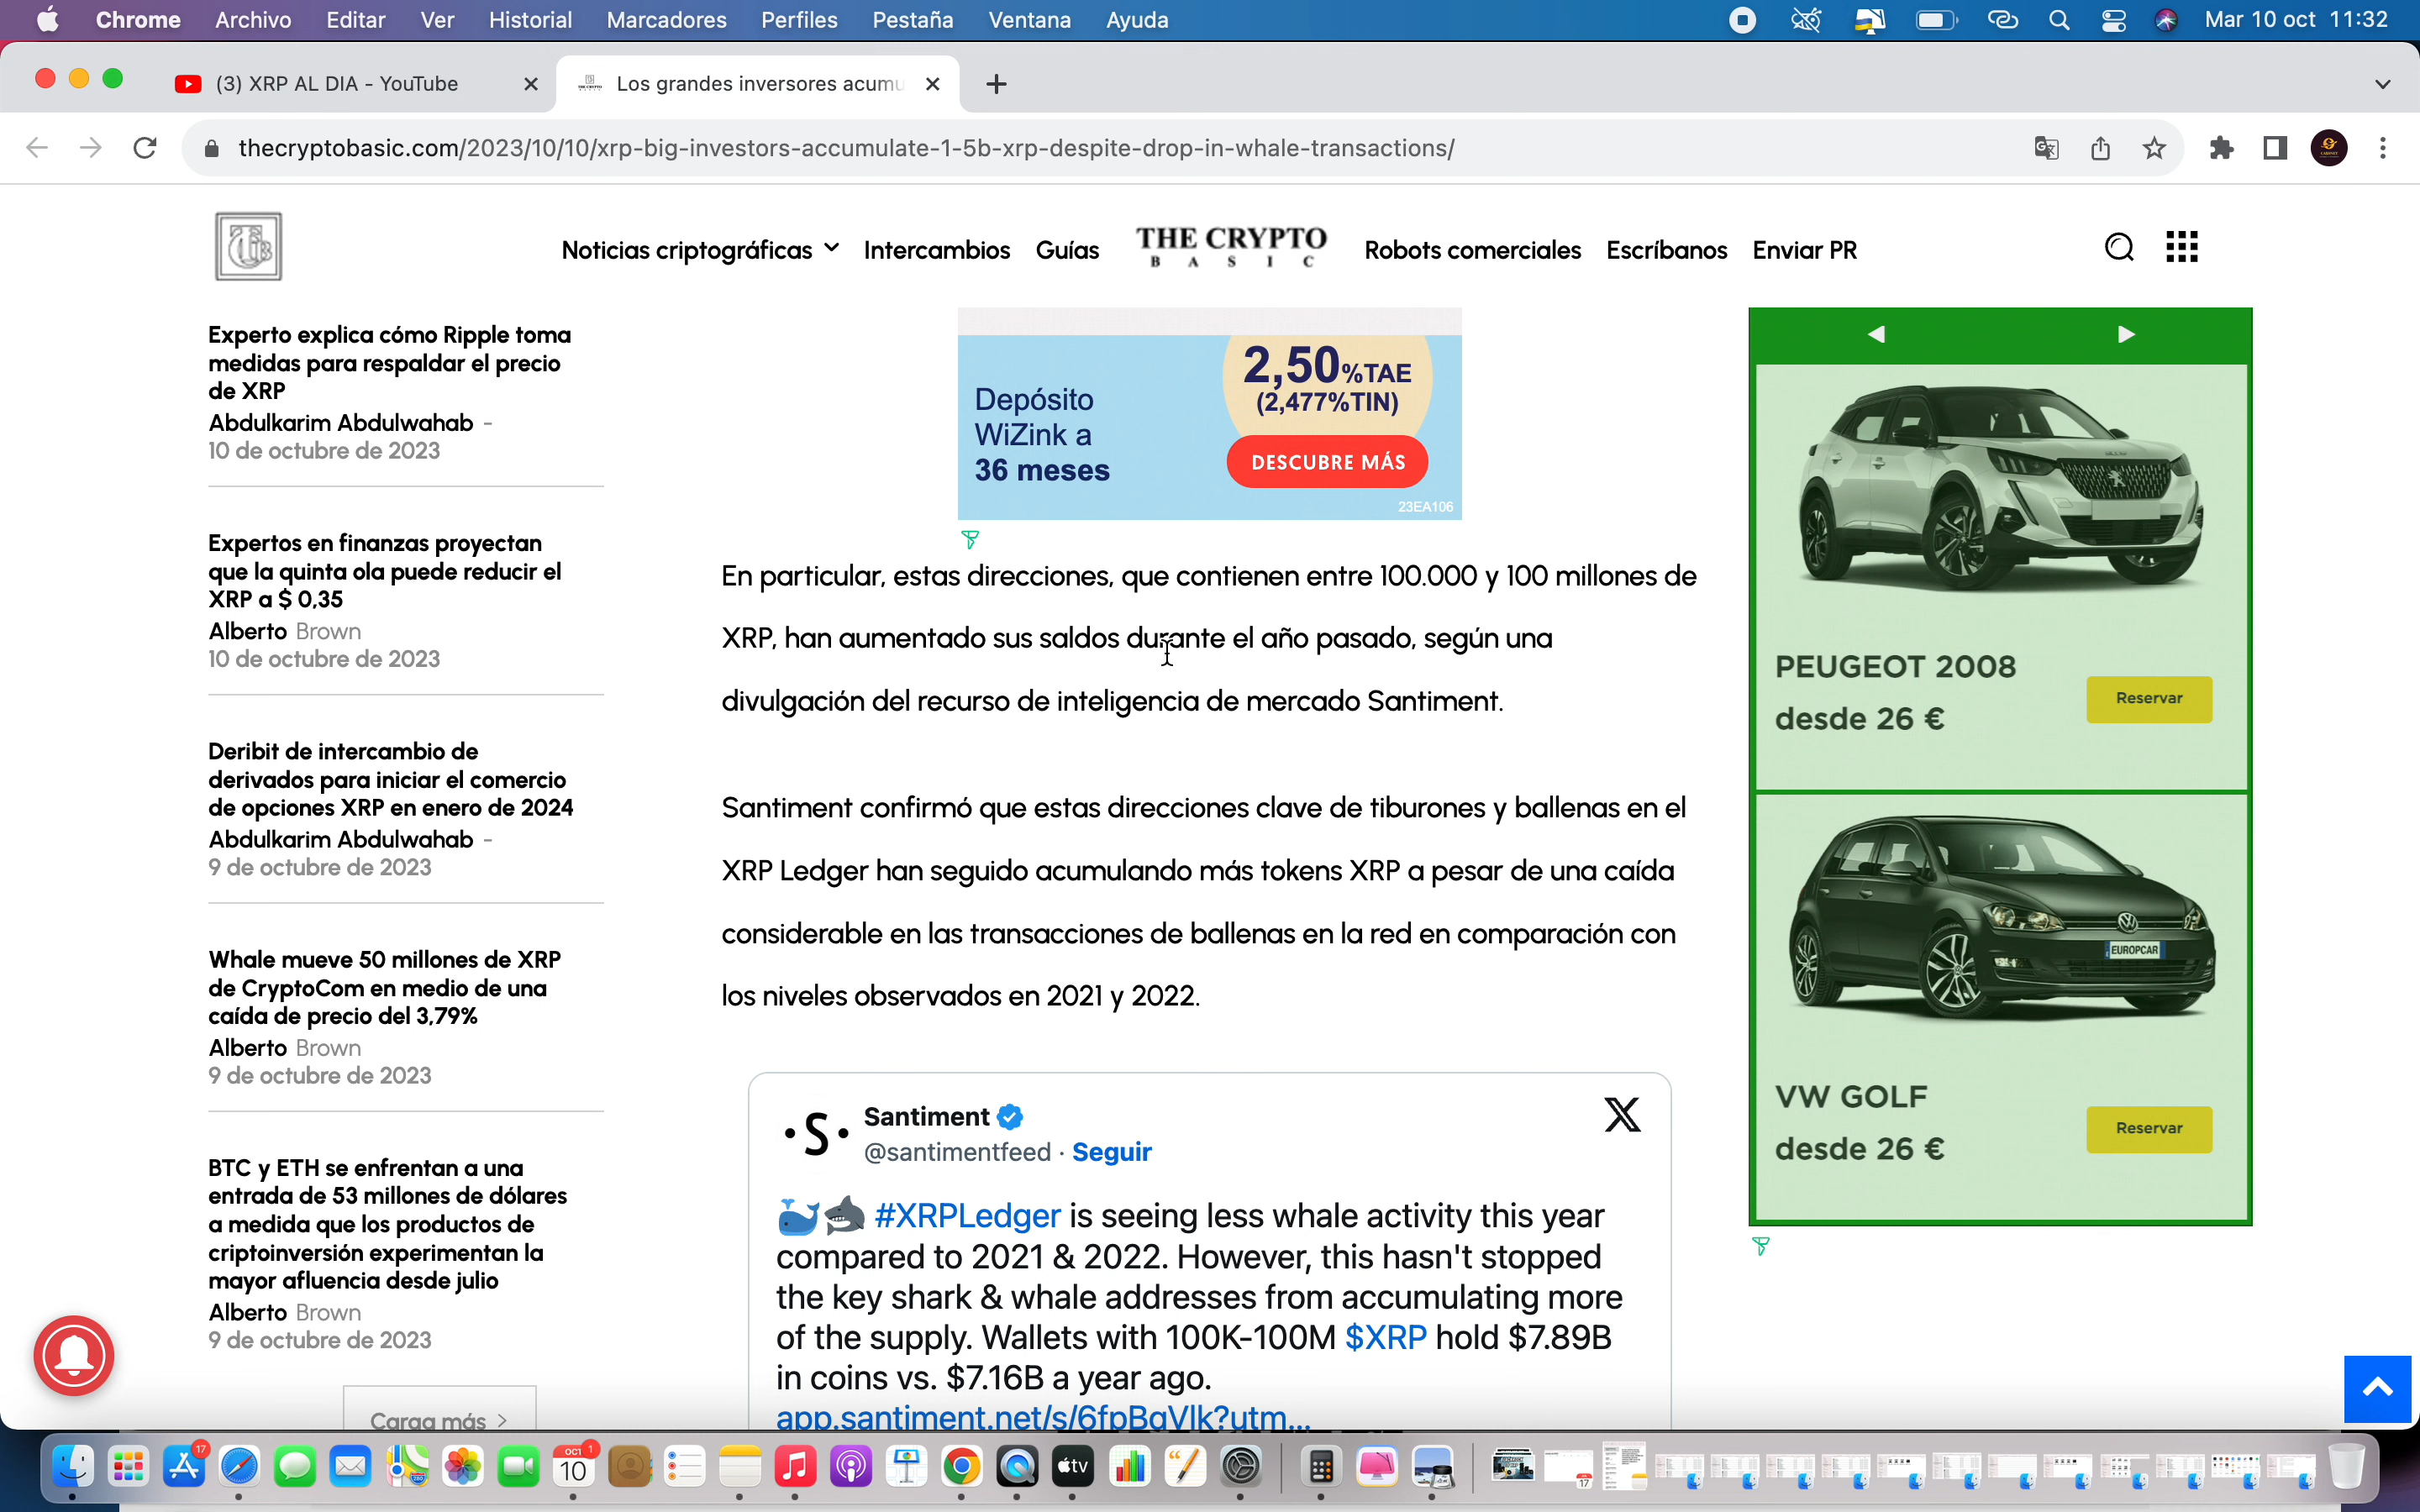 Chrome Archivo Editar Ver Historial Marcadores Perfiles Pestaña Ventana Ayuda Mar 10 oct 11:32
(3) XRP AL DIA - YouTube
Los grandes inversores acumu
thecryptobasic.com/2023/10/10/xrp-big-investors-accumulate-1-5b-xrp-despite-drop-in-whale-transactions/
Noticias criptográficas Intercambios Guías THE CRYPTO BASIC Robots comerciales Escríbanos Enviar PR
Experto explica cómo Ripple toma
medidas para respaldar el precio
de XRP
Abdulkarim Abdulwahab -
10 de octubre de 2023
Expertos en finanzas proyectan
que la quinta ola puede reducir el
XRP a $ 0,35
Alberto Brown
10 de octubre de 2023
Deribit de intercambio de
derivados para iniciar el comercio
de opciones XRP en enero de 2024
Abdulkarim Abdulwahab -
9 de octubre de 2023
Whale mueve 50 millones de XRP
de CryptoCom en medio de una
caída de precio del 3,79%
Alberto Brown
9 de octubre de 2023
BTC y ETH se enfrentan a una
entrada de 53 millones de dólares
a medida que los productos de
criptoinversión experimentan la
mayor afluencia desde julio
Alberto Brown
9 de octubre de 2023
Carga más >
Depósito
WiZink a
36 meses
2,50%TAE
(2,477%TIN)
DESCUBRE MÁS
23EA106
En particular, estas direcciones, que contienen entre 100.000 y 100 millones de
XRP, han aumentado sus saldos durante el año pasado, según una
divulgación del recurso de inteligencia de mercado Santiment.
Santiment confirmó que estas direcciones clave de tiburones y ballenas en el
XRP Ledger han seguido acumulando más tokens XRP a pesar de una caída
considerable en las transacciones de ballenas en la red en comparación con
los niveles observados en 2021 y 2022.
·S· Santiment
@santimentfeed · Seguir
#XRPLedger is seeing less whale activity this year
compared to 2021 & 2022. However, this hasn't stopped
the key shark & whale addresses from accumulating more
of the supply. Wallets with 100K-100M $XRP hold $7.89B
in coins vs. $7.16B a year ago.
app.santiment.net/s/6fpBqVlk?utm...
PEUGEOT 2008
desde 26 €
Reservar
EUROPCAR
VW GOLF
desde 26 €
Reservar
17
OCT 1
10
tv
17